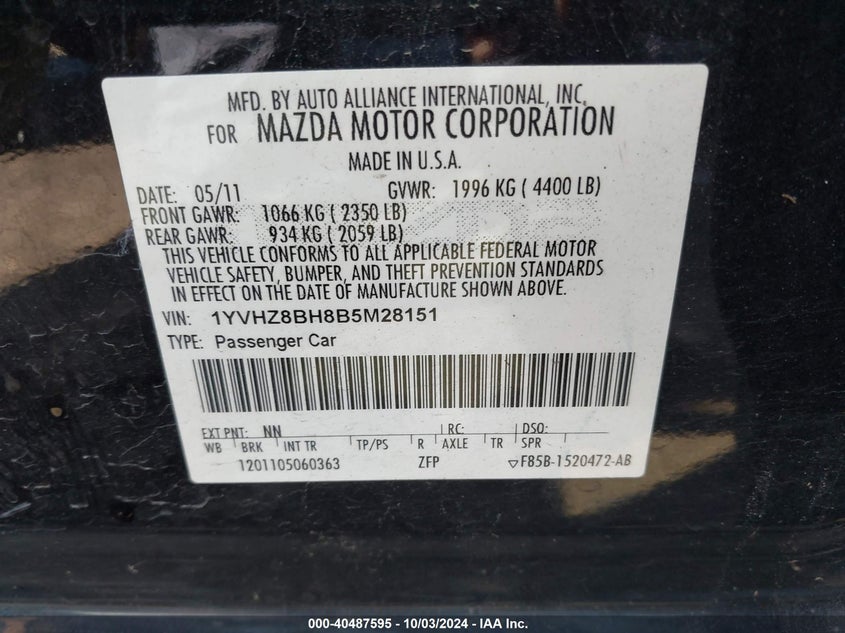 MFD. BY AUTO ALLIANCE INTERNATIONAL, INC.
FOR MAZDA MOTOR CORPORATION
MADE IN U.S.A.
DATE: 05/11 GVWR: 1996 KG ( 4400 LB)
FRONT GAWR: 1066 KG ( 2350 LB)
REAR GAWR: 934 KG ( 2059 LB)
THIS VEHICLE CONFORMS TO ALL APPLICABLE FEDERAL MOTOR
VEHICLE SAFETY, BUMPER, AND THEFT PREVENTION STANDARDS
IN EFFECT ON THE DATE OF MANUFACTURE SHOWN ABOVE.
VIN: 1YVHZ8BH8B5M28151
TYPE: Passenger Car
EXT PNT: NN RC: DSO:
WB BRK INT TR TP/PS R AXLE TR SPR
1201105060363 ZFP F85B-1520472-AB
000-40487595 - 10/03/2024 - IAA Inc.